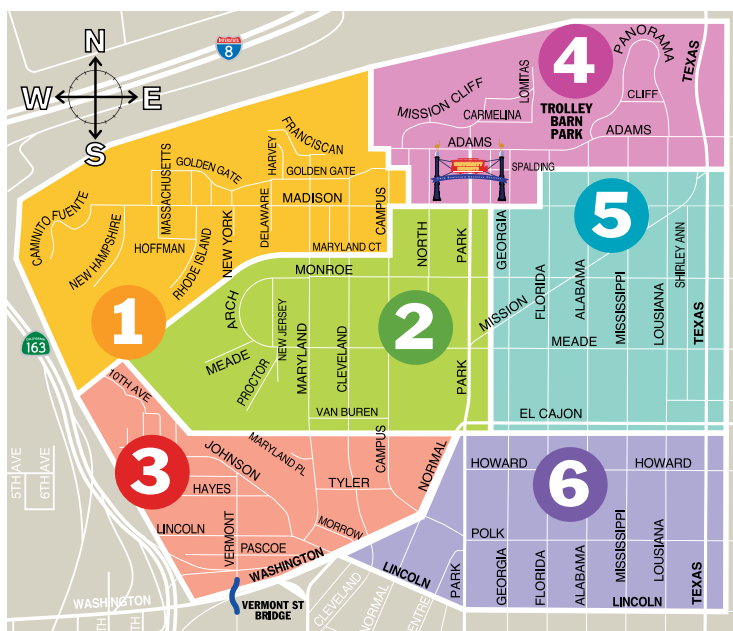 INTERSTATE
8
N
W E
S
PANORAMA
TEXAS
4
LOMITAS
MISSION CLIFF
CLIFF
CARMELINA
TROLLEY
BARN
PARK
ADAMS
ADAMS
SPALDING
FRANCISCAN
HARVEY
MASSACHUSETTS
GOLDEN GATE
GOLDEN GATE
MADISON
CAMPUS
CAMINITO FUENTE
NEW HAMPSHIRE
HOFFMAN
RHODE ISLAND
NEW YORK
DELAWARE
MARYLAND CT
1
5
NORTH
PARK
GEORGIA
FLORIDA
ALABAMA
MISSISSIPPI
LOUISIANA
SHIRLEY ANN
TEXAS
MONROE
ARCH
MEADE
PROCTOR
NEW JERSEY
MARYLAND
CLEVELAND
2
MISSION
MEADE
PARK
VAN BUREN
EL CAJON
CALIFORNIA
163
10TH AVE
3
JOHNSON
MARYLAND PL
CAMPUS
NORMAL
HAYES
TYLER
LINCOLN
VERMONT
PASCOE
MORROW
WASHINGTON
5TH AVE
6TH AVE
HOWARD
HOWARD
6
POLK
LINCOLN
PARK
GEORGIA
FLORIDA
ALABAMA
MISSISSIPPI
LOUISIANA
TEXAS
LINCOLN
WASHINGTON
VERMONT ST
BRIDGE
CLEVELAND
NORMAL
CENTRE